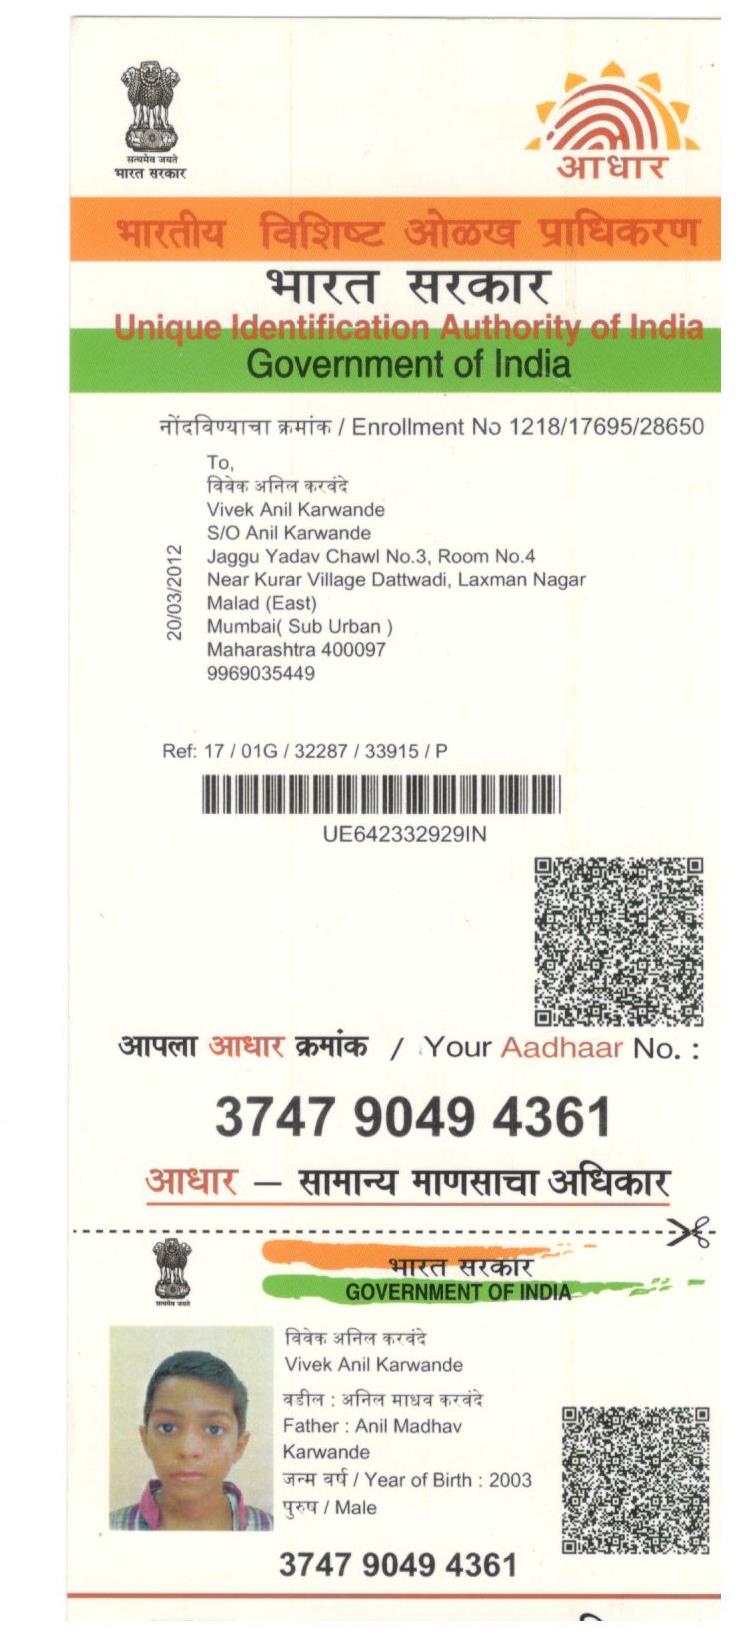 सत्यमेव जयते
भारत सरकार
आधार
भारतीय विशिष्ट ओळख प्राधिकरण
भारत सरकार
Unique Identification Authority of India
Government of India
नोंदविण्याचा क्रमांक / Enrollment No 1218/17695/28650
To,
विवेक अनिल करवंदे
Vivek Anil Karwande
S/O Anil Karwande
Jaggu Yadav Chawl No.3, Room No.4
Near Kurar Village Dattwadi, Laxman Nagar
Malad (East)
Mumbai( Sub Urban )
Maharashtra 400097
9969035449
20/03/2012
Ref: 17 / 01G / 32287 / 33915 / P
UE642332929IN
आपला आधार क्रमांक / Your Aadhaar No. :
3747 9049 4361
आधार – सामान्य माणसाचा अधिकार
सत्यमेव जयते
भारत सरकार
GOVERNMENT OF INDIA
विवेक अनिल करवंदे
Vivek Anil Karwande
वडील : अनिल माधव करवंदे
Father : Anil Madhav
Karwande
जन्म वर्ष / Year of Birth : 2003
पुरुष / Male
3747 9049 4361